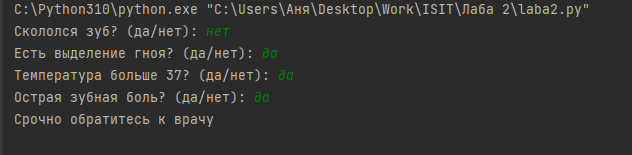 C:\Python310\python.exe "C:\Users\Аня\Desktop\Work\ISIT\Лаба 2\laba2.py"
Скололся зуб? (да/нет): нет
Есть выделение гноя? (да/нет): да
Температура больше 37? (да/нет): да
Острая зубная боль? (да/нет): да
Срочно обратитесь к врачу